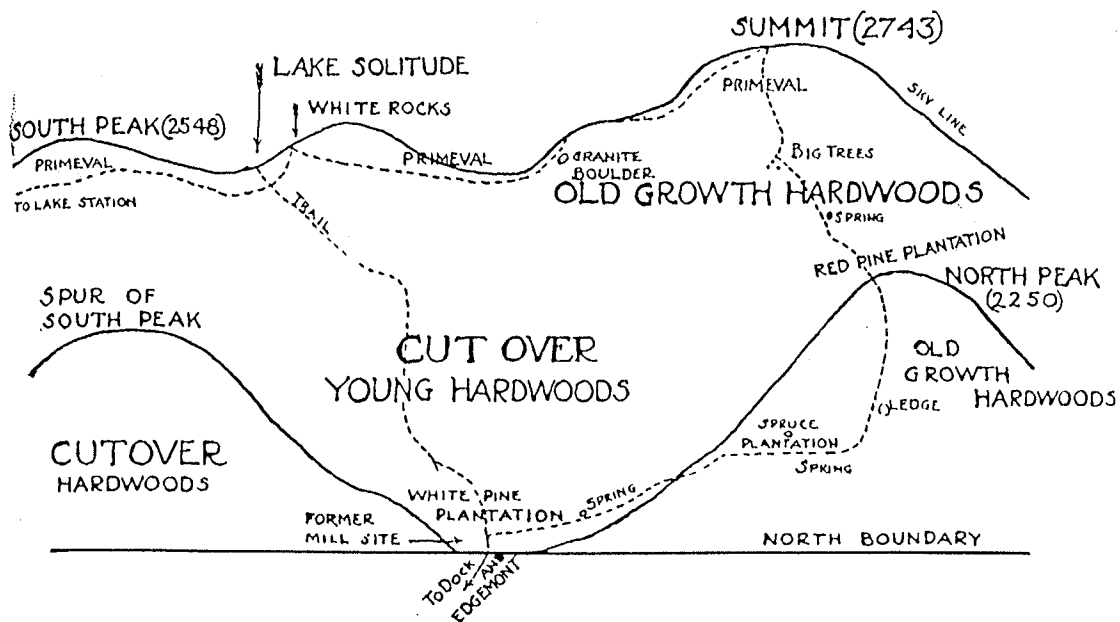 SUMMIT (2743)
LAKE SOLITUDE
WHITE ROCKS
PRIMEVAL
SKY LINE
SOUTH PEAK (2548)
PRIMEVAL
PRIMEVAL
GRANITE
BOULDER
BIG TREES
TO LAKE STATION
OLD GROWTH HARDWOODS
TRAIL
SPRING
RED PINE PLANTATION
NORTH PEAK
(2250)
SPUR OF
SOUTH PEAK
CUT OVER
YOUNG HARDWOODS
OLD
GROWTH
HARDWOODS
LEDGE
SPRUCE
PLANTATION
SPRING
CUTOVER
HARDWOODS
WHITE PINE
PLANTATION
SPRING
FORMER
MILL SITE
NORTH BOUNDARY
TO DOCK
AND
EDGEMONT